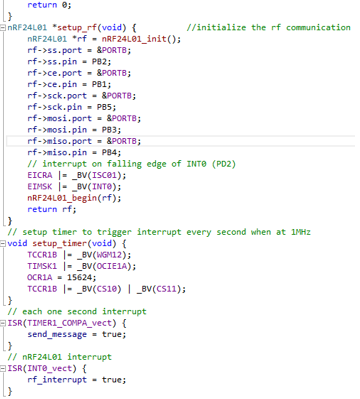 return 0;
}
nRF24L01 *setup_rf(void) { //initialize the rf communication
nRF24L01 *rf = nRF24L01_init();
rf->ss.port = &PORTB;
rf->ss.pin = PB2;
rf->ce.port = &PORTB;
rf->ce.pin = PB1;
rf->sck.port = &PORTB;
rf->sck.pin = PB5;
rf->mosi.port = &PORTB;
rf->mosi.pin = PB3;
rf->miso.port = &PORTB;
rf->miso.pin = PB4;
// interrupt on falling edge of INT0 (PD2)
EICRA |= _BV(ISC01);
EIMSK |= _BV(INT0);
nRF24L01_begin(rf);
return rf;
}
// setup timer to trigger interrupt every second when at 1MHz
void setup_timer(void) {
TCCR1B |= _BV(WGM12);
TIMSK1 |= _BV(OCIE1A);
OCR1A = 15624;
TCCR1B |= _BV(CS10) | _BV(CS11);
}
// each one second interrupt
ISR(TIMER1_COMPA_vect) {
send_message = true;
}
// nRF24L01 interrupt
ISR(INT0_vect) {
rf_interrupt = true;
}